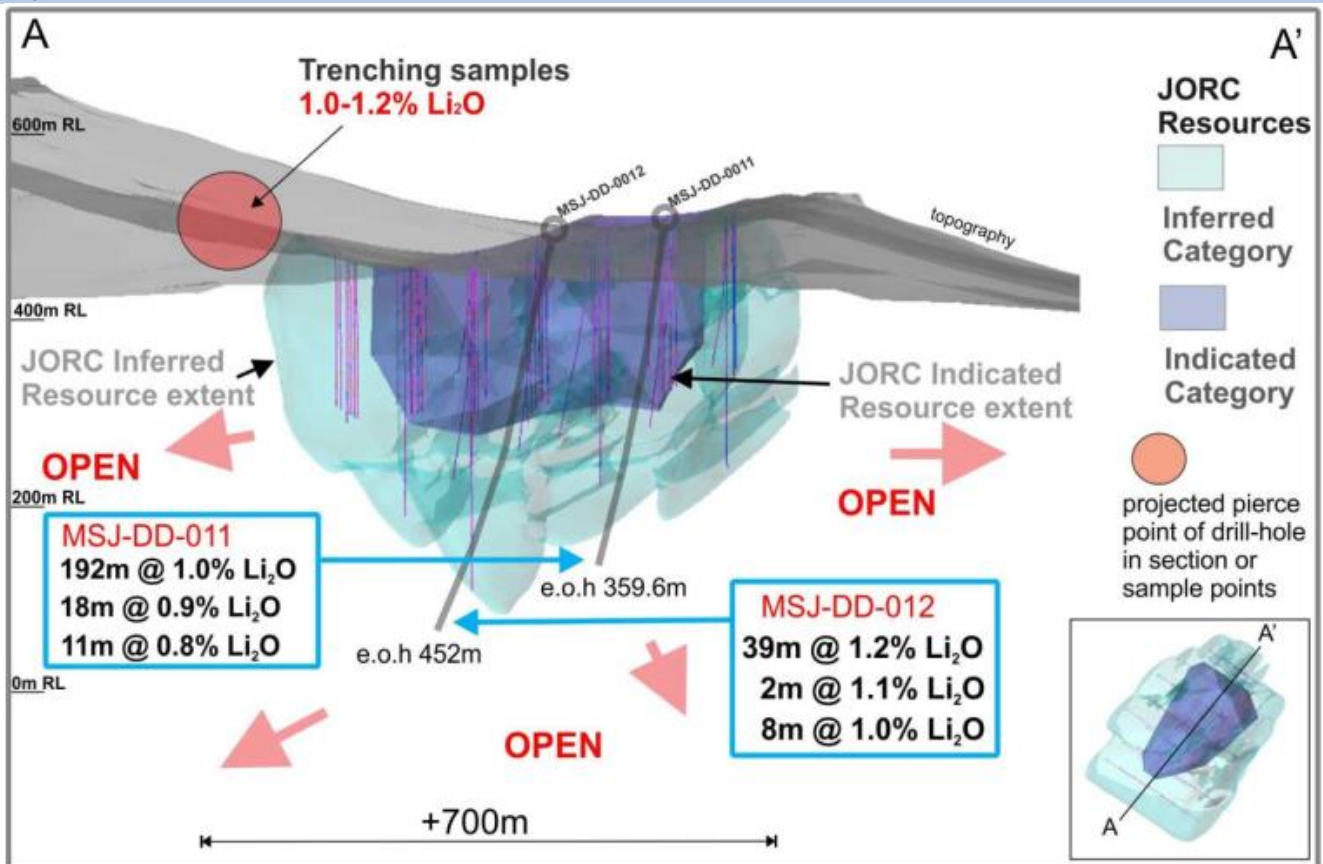 A
A'
Trenching samples
1.0-1.2% Li₂O
600m RL
MSJ-DD-0012
MSJ-DD-0011
topography
400m RL
JORC Inferred
Resource extent
JORC Indicated
Resource extent
OPEN
OPEN
200m RL
MSJ-DD-011
192m @ 1.0% Li₂O
18m @ 0.9% Li₂O
11m @ 0.8% Li₂O
e.o.h 359.6m
e.o.h 452m
MSJ-DD-012
39m @ 1.2% Li₂O
2m @ 1.1% Li₂O
8m @ 1.0% Li₂O
0m RL
OPEN
+700m
JORC
Resources
Inferred
Category
Indicated
Category
projected pierce
point of drill-hole
in section or
sample points
A'
A